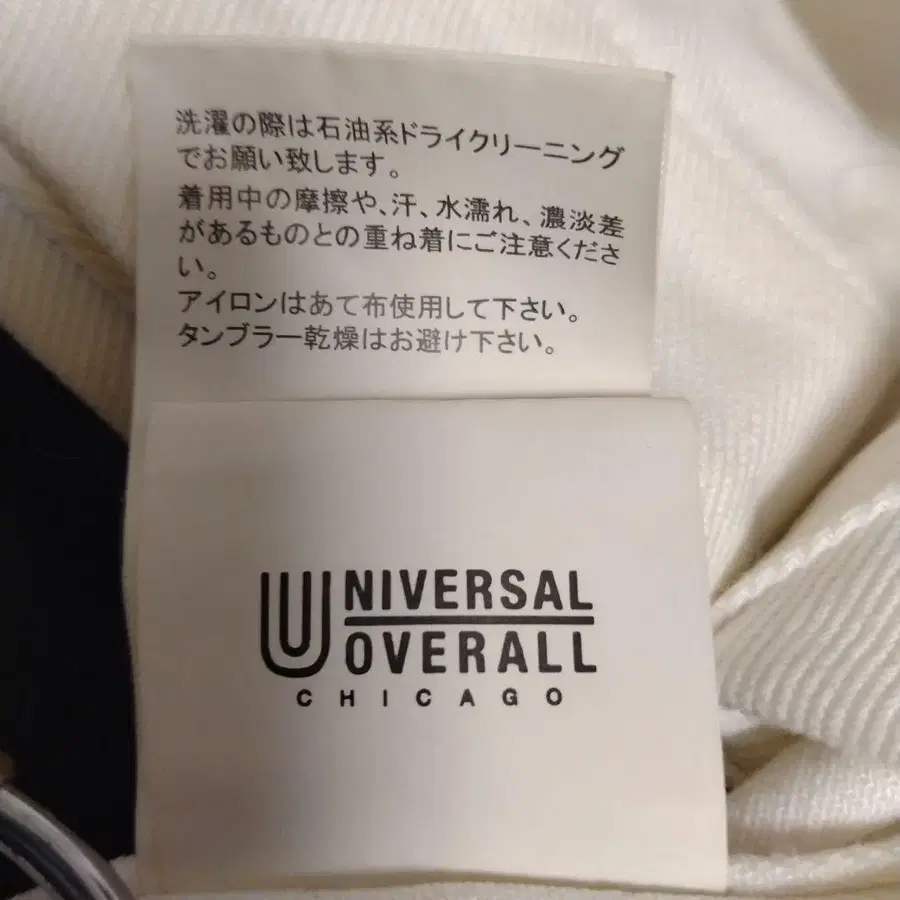 洗濯の際は石油系ドライクリーニング
でお願い致します。
着用中の摩擦や、汗、水濡れ、濃淡差
があるものとの重ね着にご注意くださ
い。
アイロンはあて布使用して下さい。
タンブラー乾燥はお避け下さい。
UNIVERSAL
OVERALL
CHICAGO